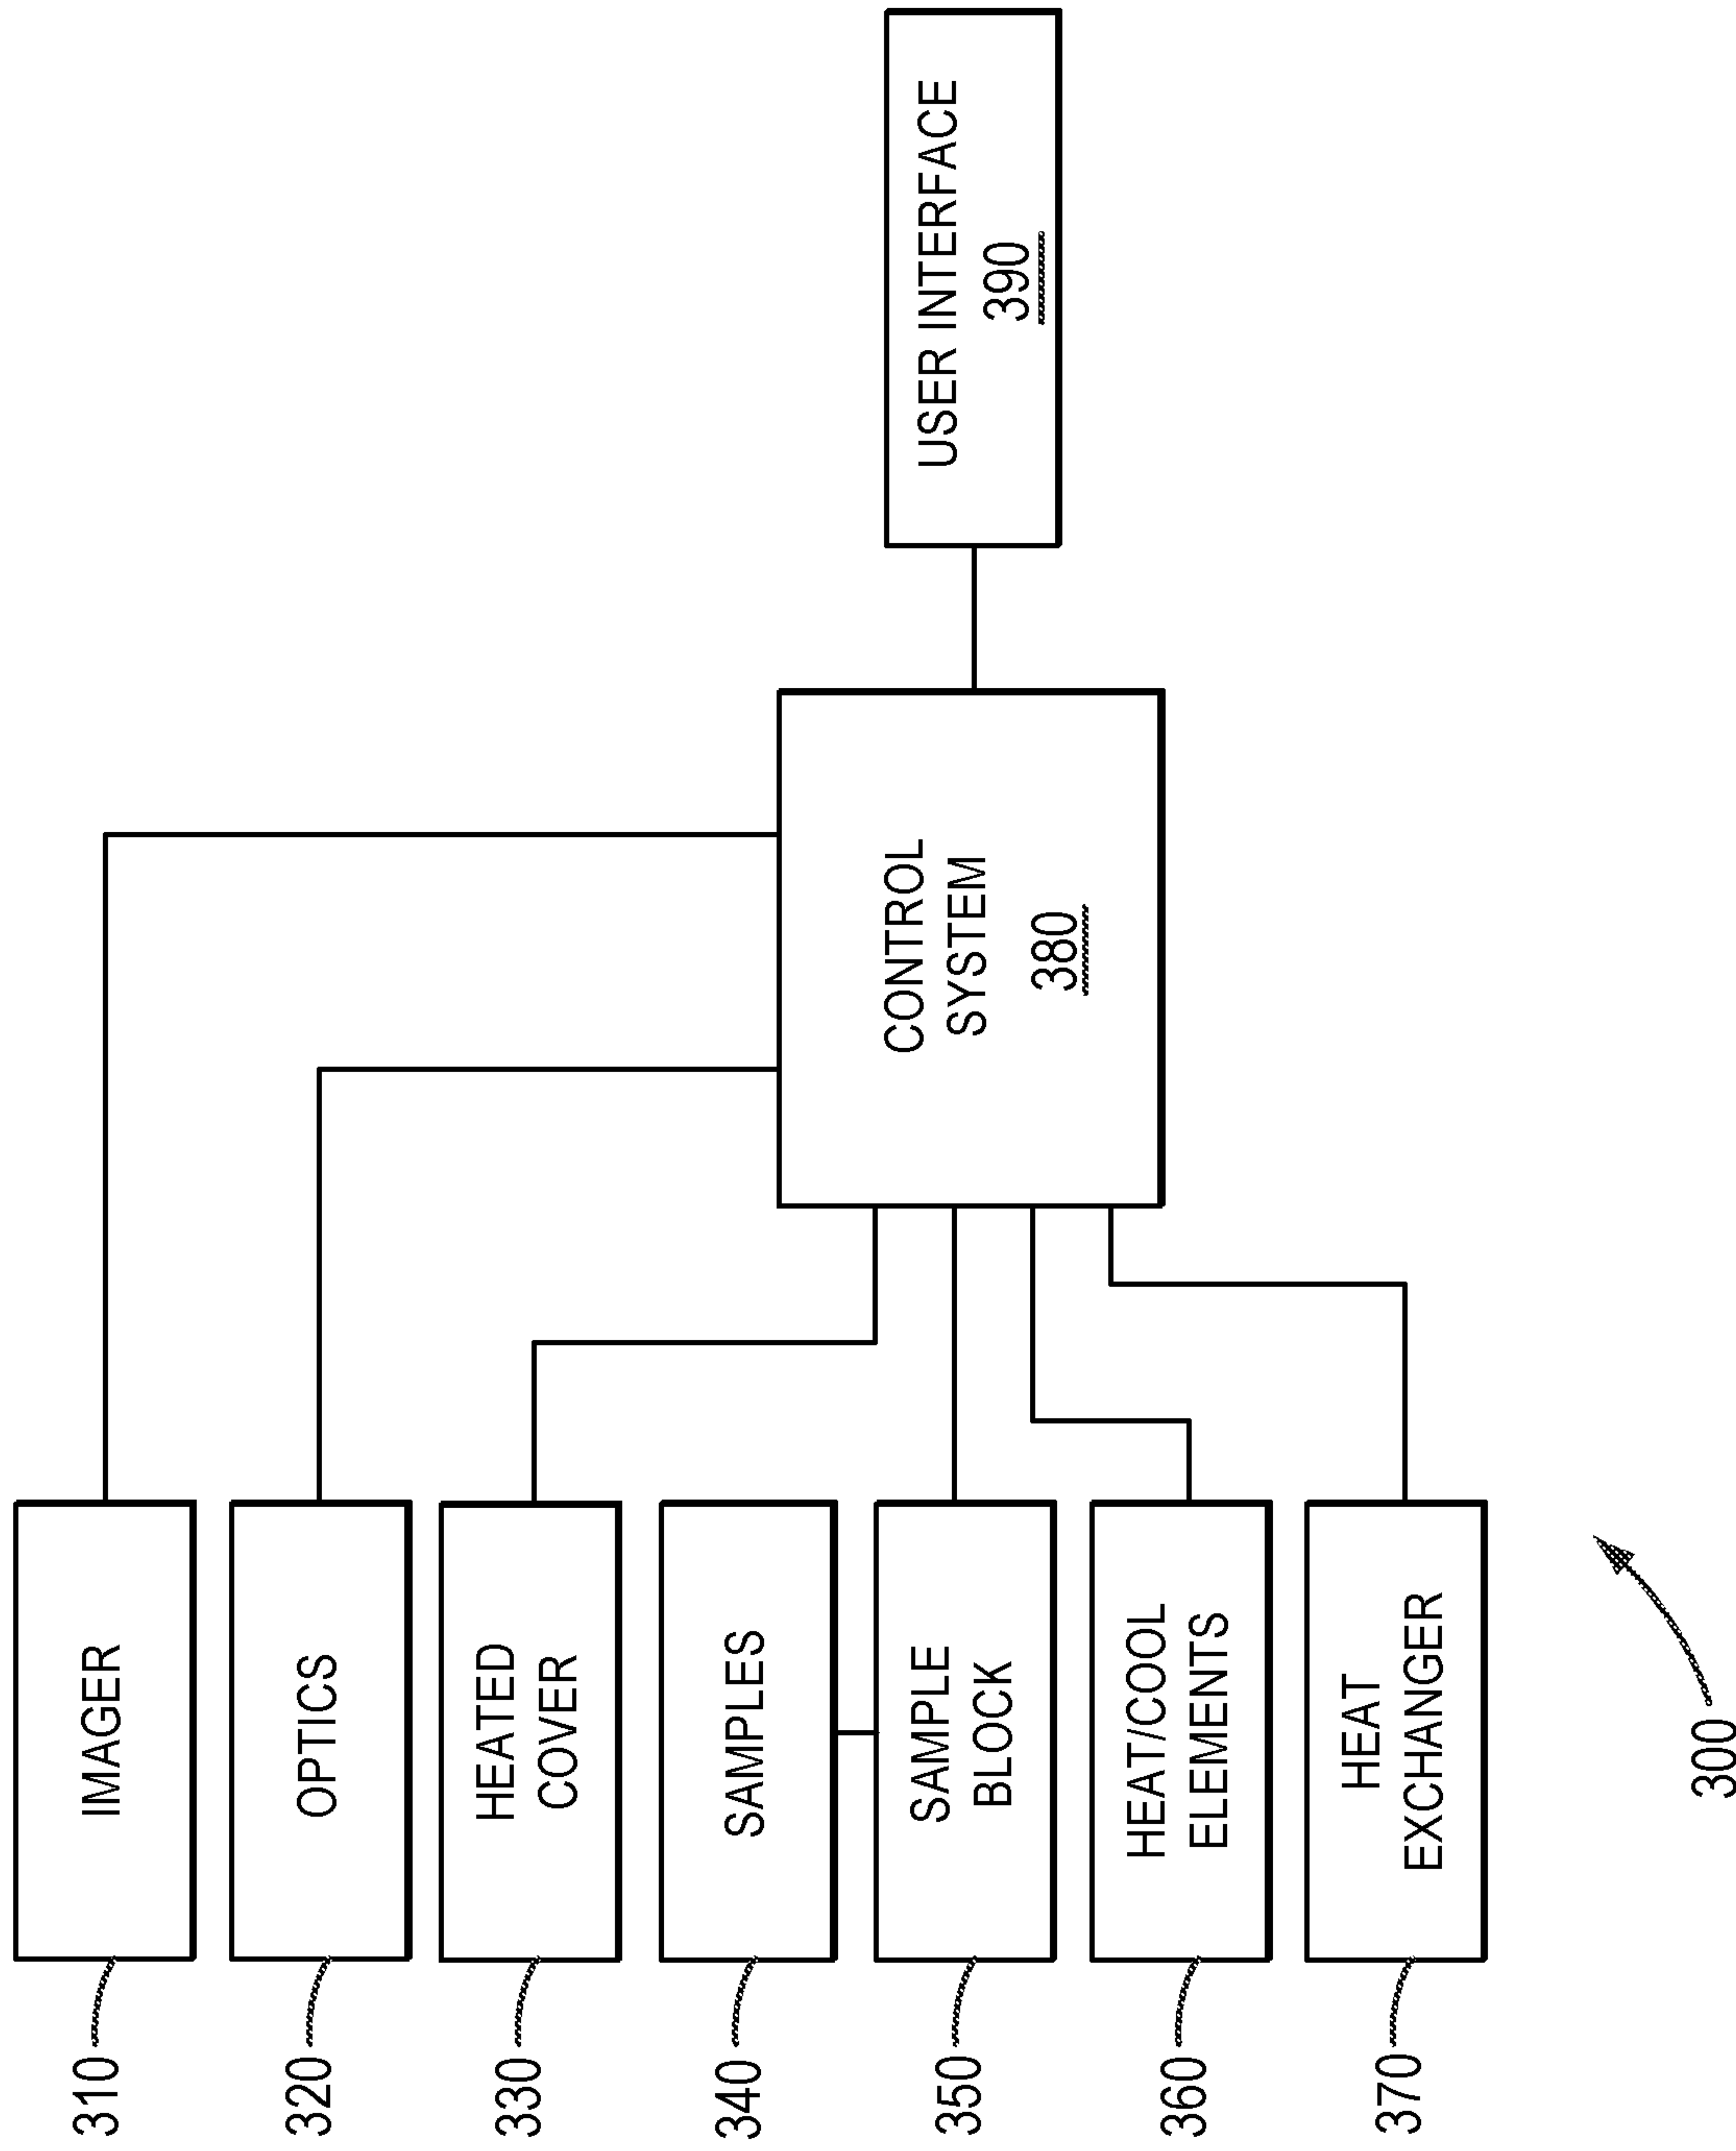 310
IMAGER
320
OPTICS
330
HEATED
COVER
340
SAMPLES
350
SAMPLE
BLOCK
360
HEAT/COOL
ELEMENTS
370
HEAT
EXCHANGER
CONTROL
SYSTEM
380
USER INTERFACE
390
300